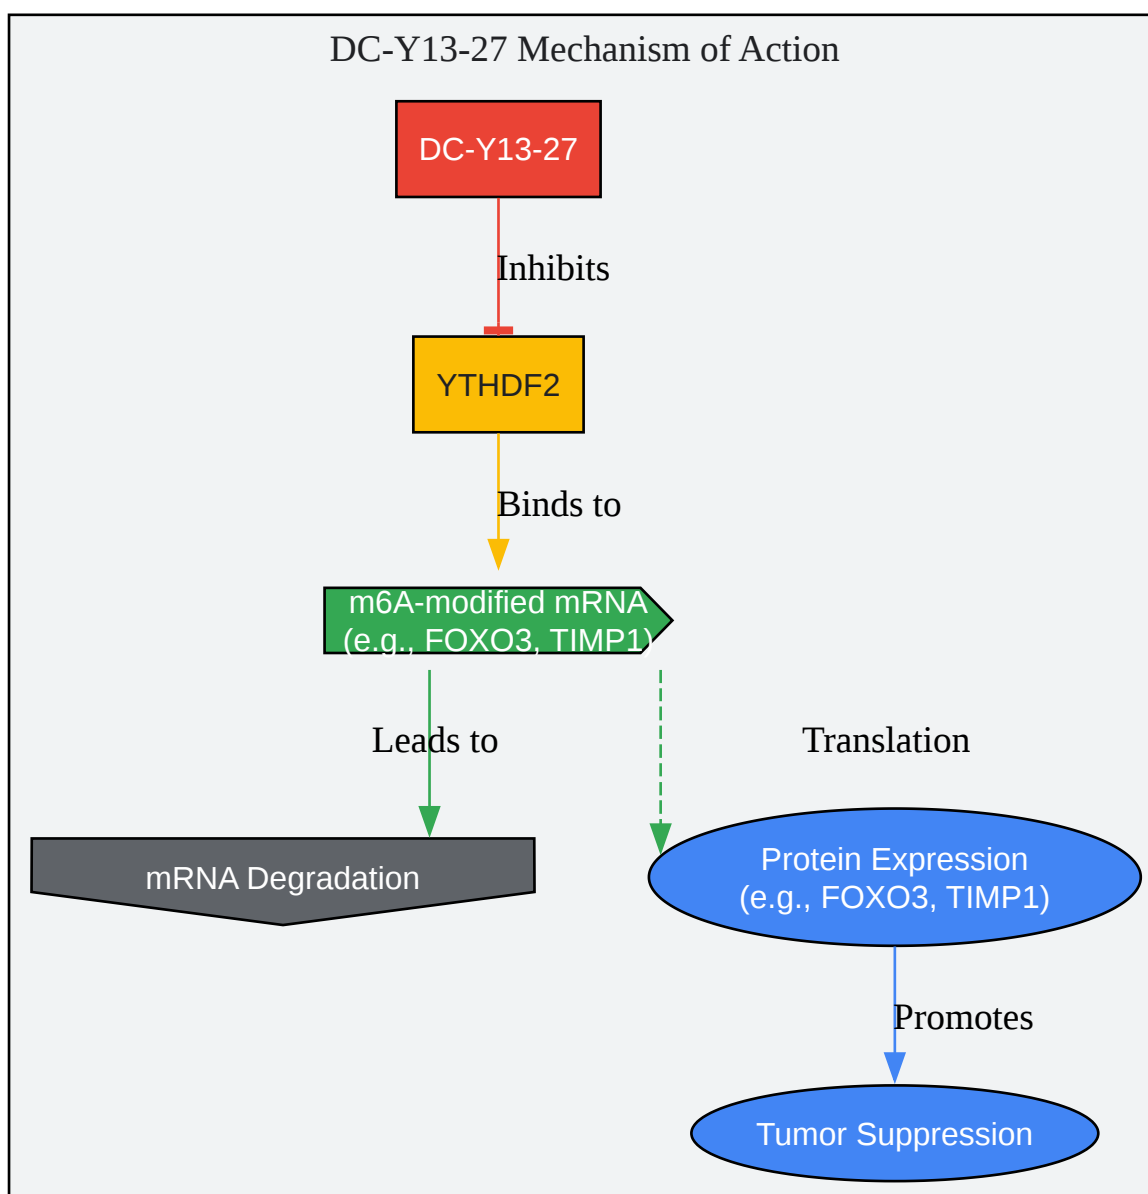 DC-Y13-27 Mechanism of Action
DC-Y13-27
Inhibits
YTHDF2
Binds to
m6A-modified mRNA
(e.g., FOXO3, TIMP1)
Leads to
Translation
mRNA Degradation
Protein Expression
(e.g., FOXO3, TIMP1)
Promotes
Tumor Suppression